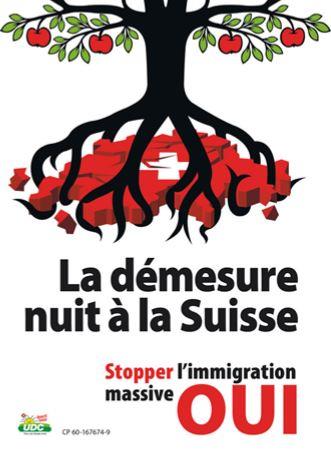 La démesure
nuit à la Suisse
Stopper l'immigration
massive OUI
UDC
CP 60-167674-9